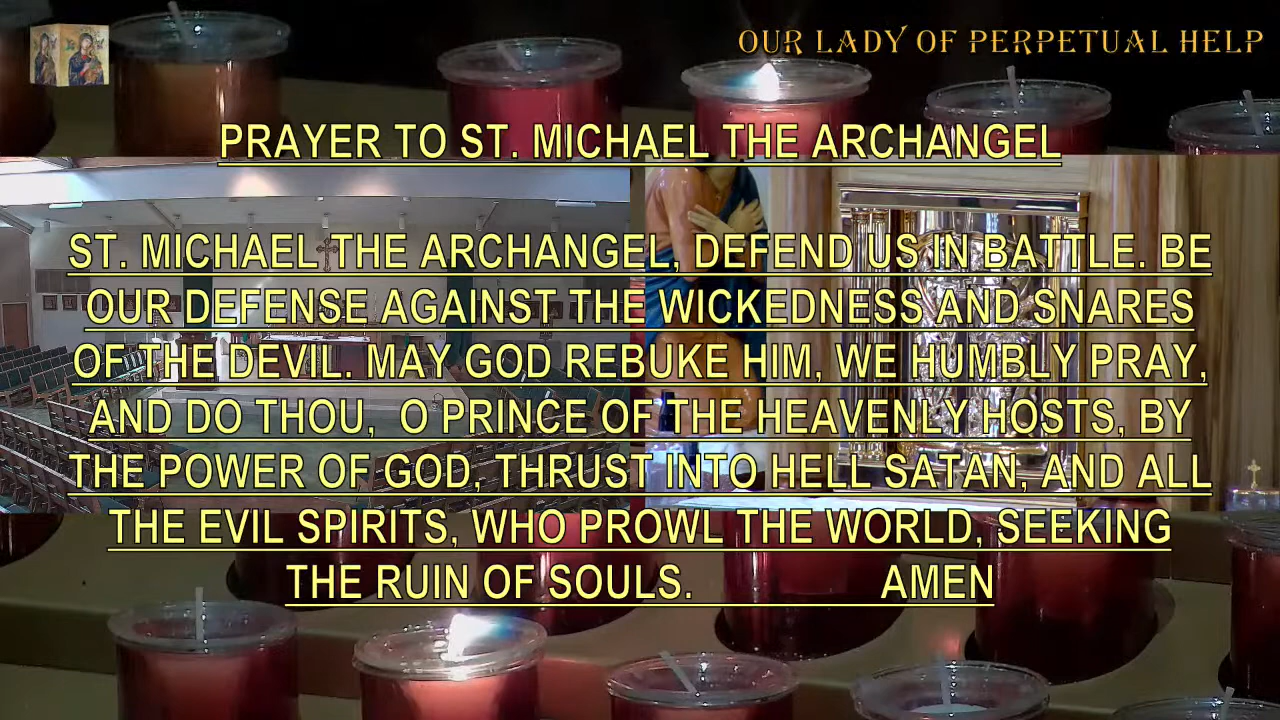 OUR LADY OF PERPETUAL HELP
PRAYER TO ST. MICHAEL THE ARCHANGEL
ST. MICHAEL THE ARCHANGEL, DEFEND US IN BATTLE. BE
OUR DEFENSE AGAINST THE WICKEDNESS AND SNARES
OF THE DEVIL. MAY GOD REBUKE HIM, WE HUMBLY PRAY,
AND DO THOU, O PRINCE OF THE HEAVENLY HOSTS, BY
THE POWER OF GOD, THRUST INTO HELL SATAN, AND ALL
THE EVIL SPIRITS, WHO PROWL THE WORLD, SEEKING
THE RUIN OF SOULS. AMEN